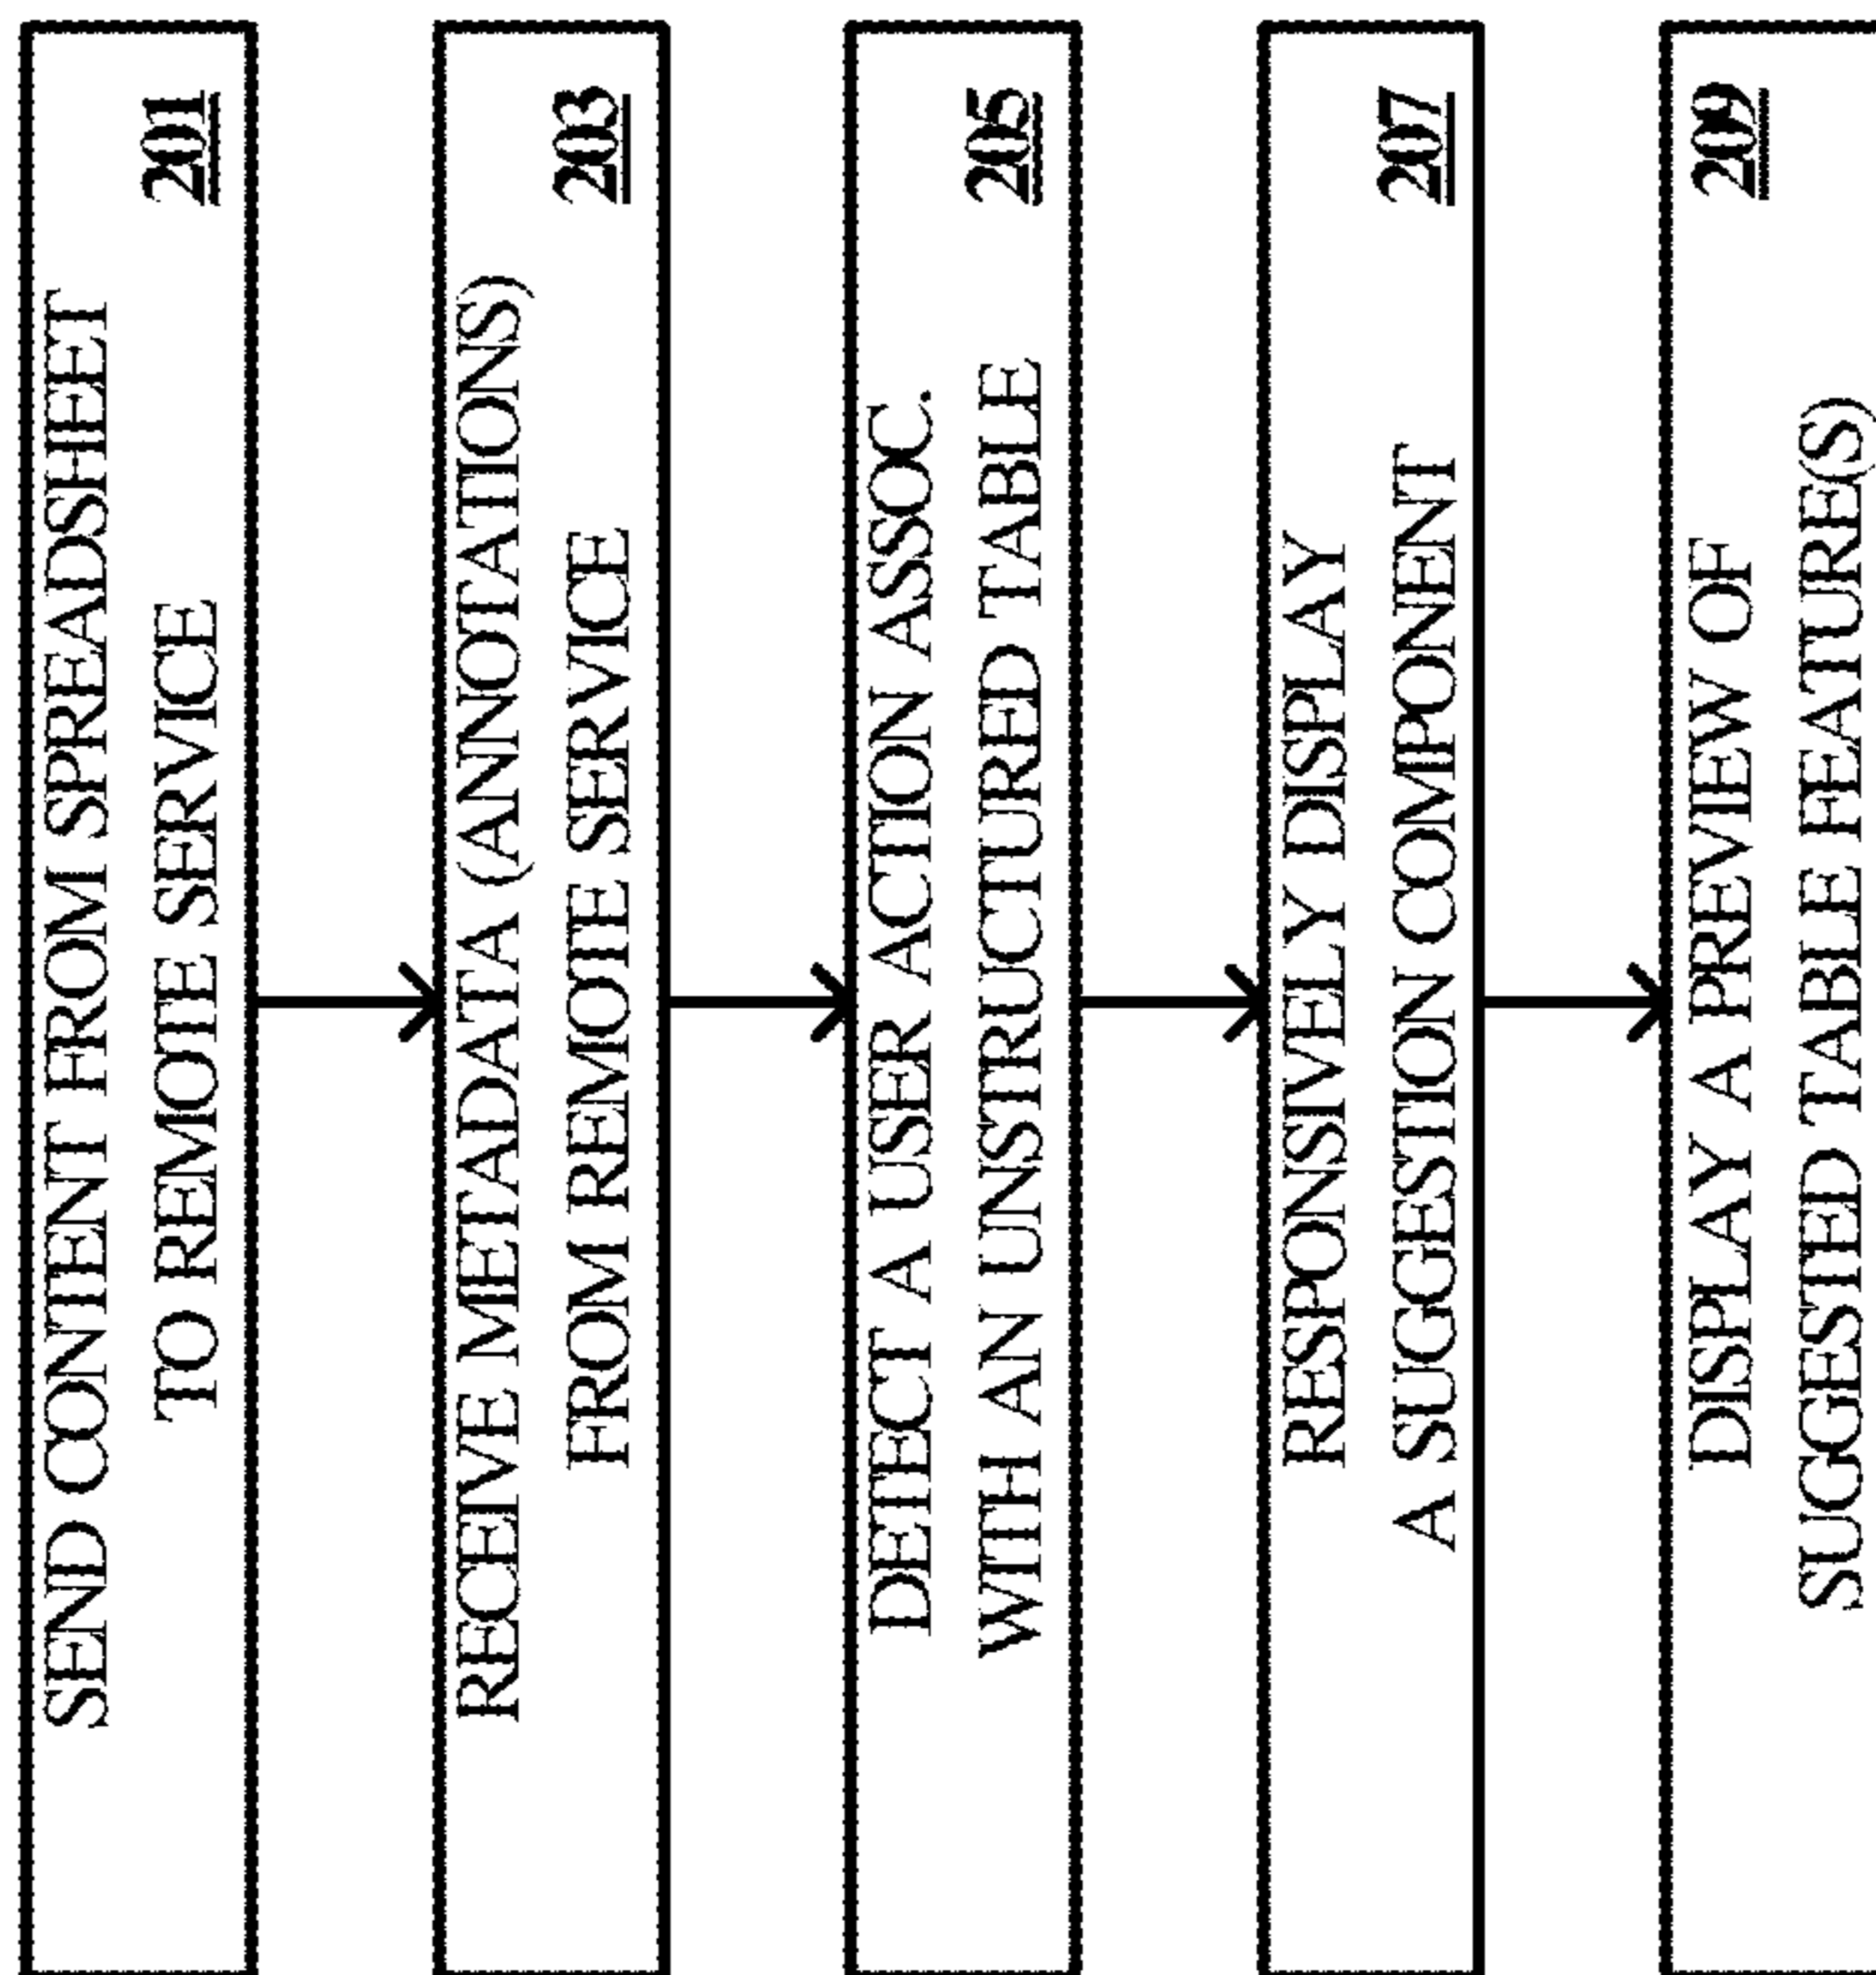 SEND CONTENT FROM SPREADSHEET
TO REMOTE SERVICE 201
RECEIVE METADATA (ANNOTATIONS)
FROM REMOTE SERVICE 203
DETECT A USER ACTION ASSOC.
WITH AN UNSTRUCTURED TABLE 205
RESPONSIVELY DISPLAY
A SUGGESTION COMPONENT 207
DISPLAY A PREVIEW OF 209
SUGGESTED TABLE FEATURE(S)